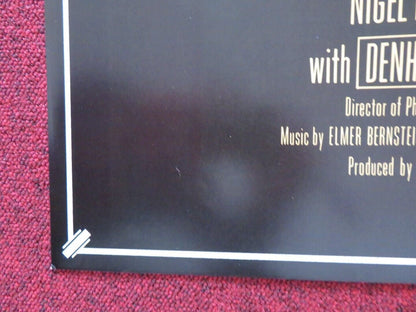 NIGEL
with DENH
Director of Ph
Music by ELMER BERNSTEI
Produced by